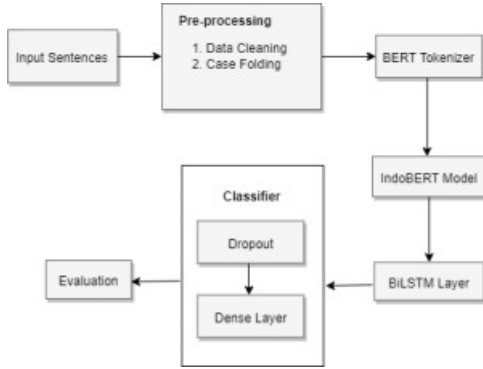 Pre-processing
1. Data Cleaning
2. Case Folding
Input Sentences
BERT Tokenizer
IndoBERT Model
Classifier
Dropout
Dense Layer
BiLSTM Layer
Evaluation